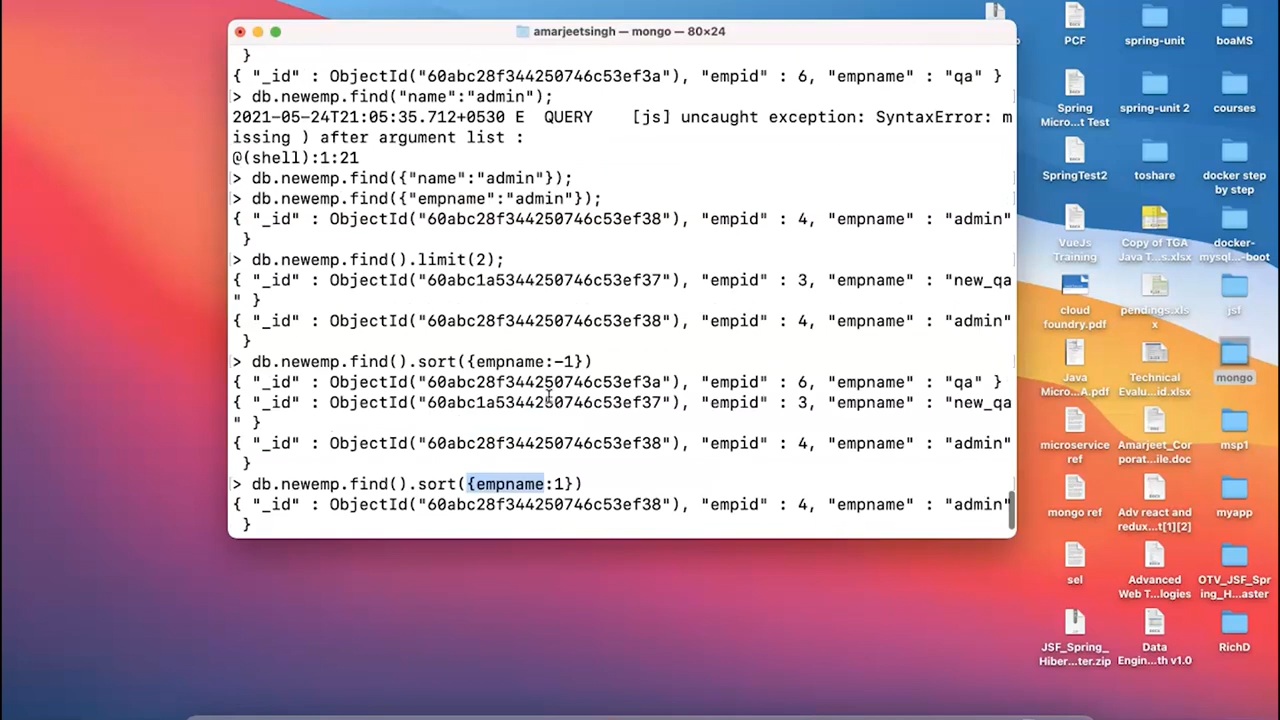 amarjeetsingh — mongo — 80×24
}
{ "_id" : ObjectId("60abc28f344250746c53ef3a"), "empid" : 6, "empname" : "qa" }
> db.newemp.find("name":"admin");
2021-05-24T21:05:35.712+0530 E  QUERY    [js] uncaught exception: SyntaxError: m
issing ) after argument list :
@(shell):1:21
> db.newemp.find({"name":"admin"});
> db.newemp.find({"empname":"admin"});
{ "_id" : ObjectId("60abc28f344250746c53ef38"), "empid" : 4, "empname" : "admin"
}
> db.newemp.find().limit(2);
{ "_id" : ObjectId("60abc1a5344250746c53ef37"), "empid" : 3, "empname" : "new_qa
" }
{ "_id" : ObjectId("60abc28f344250746c53ef38"), "empid" : 4, "empname" : "admin"
}
> db.newemp.find().sort({empname:-1})
{ "_id" : ObjectId("60abc28f344250746c53ef3a"), "empid" : 6, "empname" : "qa" }
{ "_id" : ObjectId("60abc1a5344250746c53ef37"), "empid" : 3, "empname" : "new_qa
" }
{ "_id" : ObjectId("60abc28f344250746c53ef38"), "empid" : 4, "empname" : "admin"
}
> db.newemp.find().sort({empname:1})
{ "_id" : ObjectId("60abc28f344250746c53ef38"), "empid" : 4, "empname" : "admin"
}
PCF
spring-unit
boaMS
Spring
Micro...t Test
spring-unit 2
courses
SpringTest2
toshare
docker step
by step
VueJs
Training
Copy of TGA
Java T...s.xlsx
docker-
mysql...-boot
cloud
foundry.pdf
pendings.xls
x
jsf
Java
Micro...A.pdf
Technical
Evalu...id.xlsx
mongo
microservice
ref
Amarjeet_Cor
porat...ile.doc
msp1
mongo ref
Adv react and
redux...t[1][2]
myapp
sel
Advanced
Web T...logies
OTV_JSF_Spr
ing_H...aster
JSF_Spring_
Hiber...ter.zip
Data
Engin...th v1.0
RichD